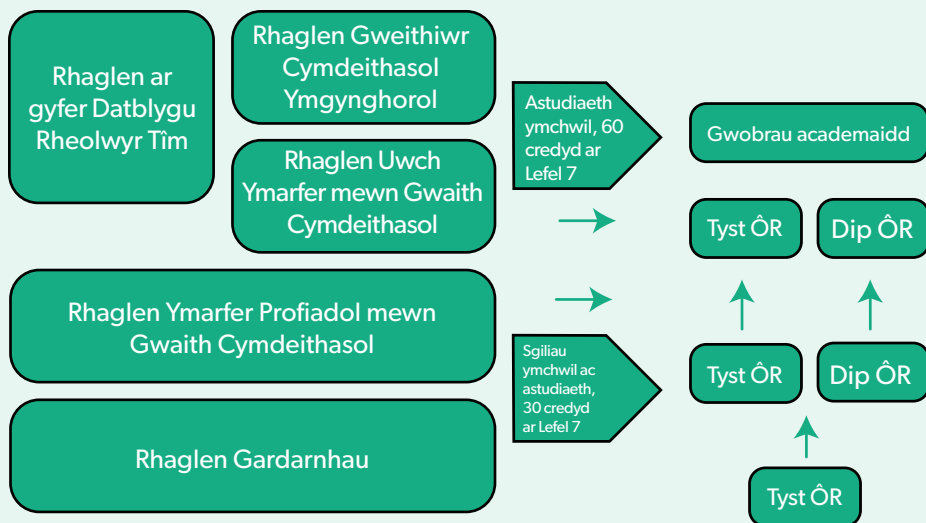 Rhaglen ar
gyfer Datblygu
Rheolwyr Tîm
Rhaglen Gweithiwr
Cymdeithasol
Ymgynghorol
Rhaglen Uwch
Ymarfer mewn Gwaith
Cymdeithasol
Astudiaeth
ymchwil, 60
credyd ar
Lefel 7
Gwobrau academaidd
Tyst ÔR
Dip ÔR
Rhaglen Ymarfer Profiadol mewn
Gwaith Cymdeithasol
Sgiliau
ymchwil ac
astudiaeth,
30 credyd
ar Lefel 7
Tyst ÔR
Dip ÔR
Rhaglen Gardarnhau
Tyst ÔR